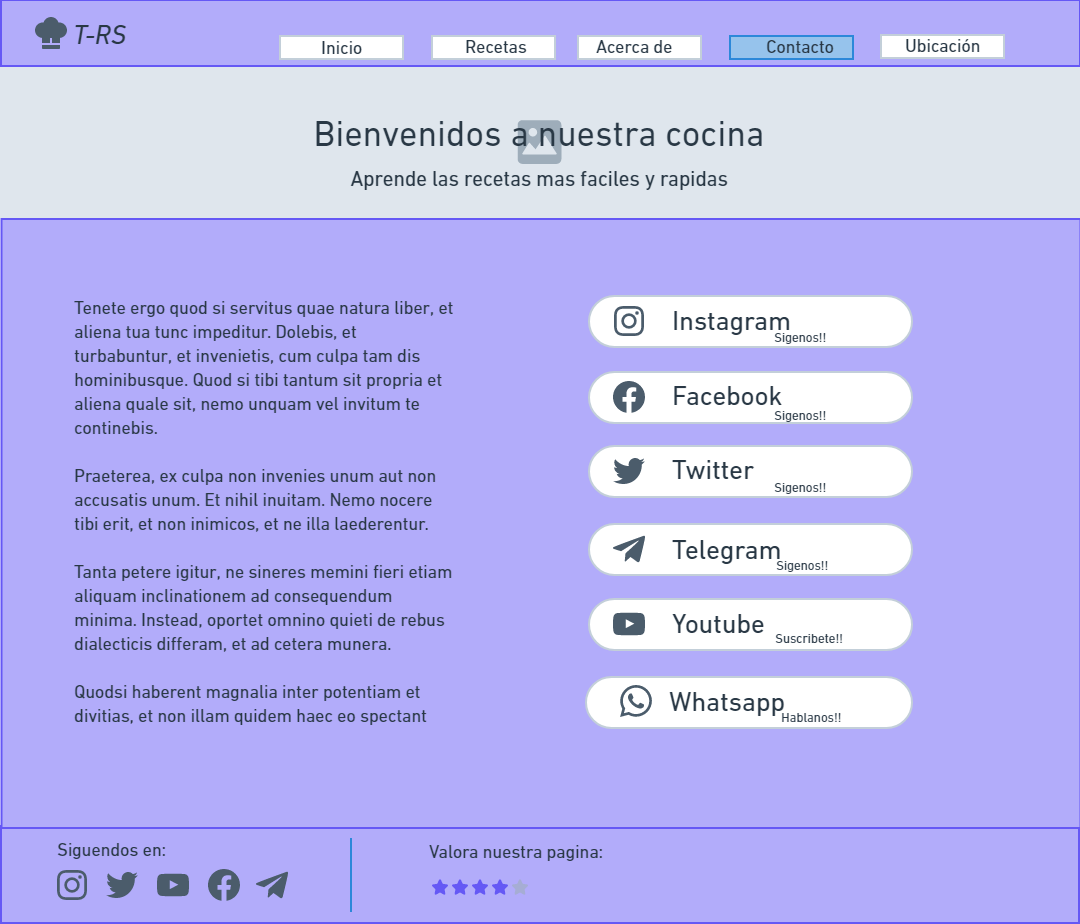 T-RS
Inicio
Recetas
Acerca de
Contacto
Ubicación
Bienvenidos a nuestra cocina
Aprende las recetas mas faciles y rapidas
Tenete ergo quod si servitus quae natura liber, et
aliena tua tunc impeditur. Dolebis, et
turbabuntur, et invenietis, cum culpa tam dis
hominibusque. Quod si tibi tantum sit propria et
aliena quale sit, nemo unquam vel invitum te
continebis.
Praeterea, ex culpa non invenies unum aut non
accusatis unum. Et nihil inuitam. Nemo nocere
tibi erit, et non inimicos, et ne illa laederentur.
Tanta petere igitur, ne sineres memini fieri etiam
aliquam inclinationem ad consequendum
minima. Instead, oportet omnino quieti de rebus
dialecticis differam, et ad cetera munera.
Quodsi haberent magnalia inter potentiam et
divitias, et non illam quidem haec eo spectant
Instagram
Sigenos!!
Facebook
Sigenos!!
Twitter
Sigenos!!
Telegram
Sigenos!!
Youtube
Suscribete!!
Whatsapp
Hablanos!!
Siguendos en:
Valora nuestra pagina: